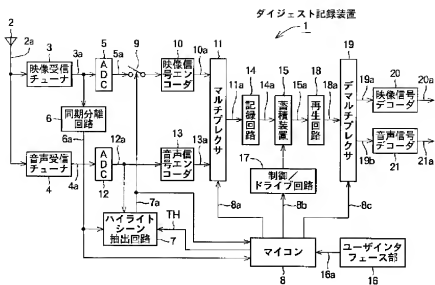 ダイジェスト記録装置
1
2
2a
3
映像受信
チューナ
3a
5
ADC
5a
9
10
映像信号
エンコーダ
10a
11
マルチプレクサ
11a
14
記録
回路
14a
15
蓄積
装置
15a
18
再生
回路
18a
19
デマルチプレクサ
19a
20
映像信号
デコーダ
20a
同期分離
回路
6
6a
音声受信
チューナ
4
4a
12a
ADC
12
13
音声信号
エンコーダ
13a
制御/
ドライブ回路
17
19b
音声信号
デコーダ
21
21a
7a
TH
ハイライト
シーン
抽出回路
7
8a
8b
8c
マイコン
8
16a
ユーザインタ
フェース部
16